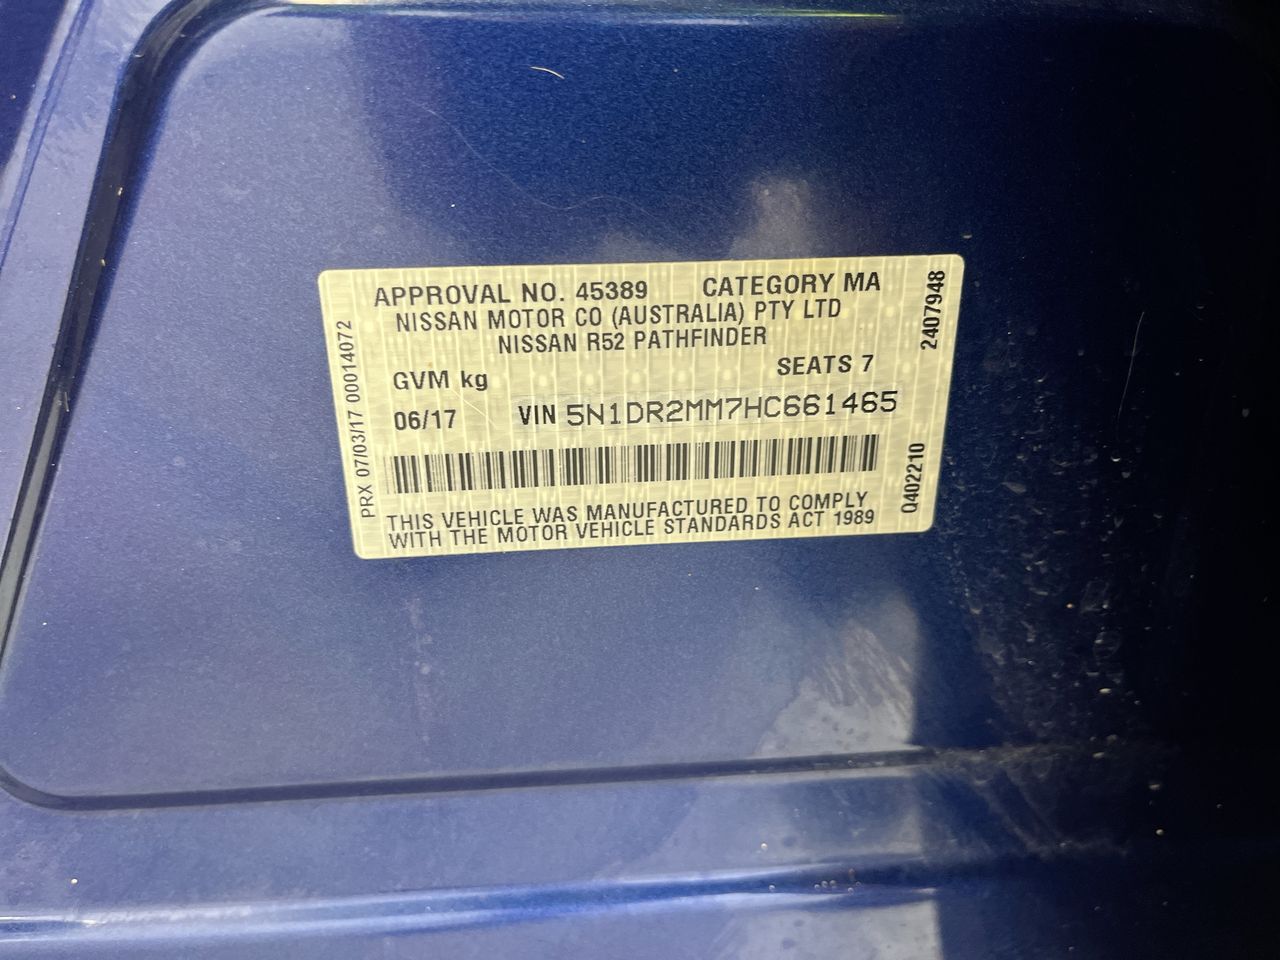 APPROVAL NO. 45389 CATEGORY MA
NISSAN MOTOR CO (AUSTRALIA) PTY LTD
NISSAN R52 PATHFINDER
SEATS 7
GVM kg
06/17 VIN 5N1DR2MM7HC661465
THIS VEHICLE WAS MANUFACTURED TO COMPLY
WITH THE MOTOR VEHICLE STANDARDS ACT 1989
PRX 07/03/17 00014072
2407948
Q402210